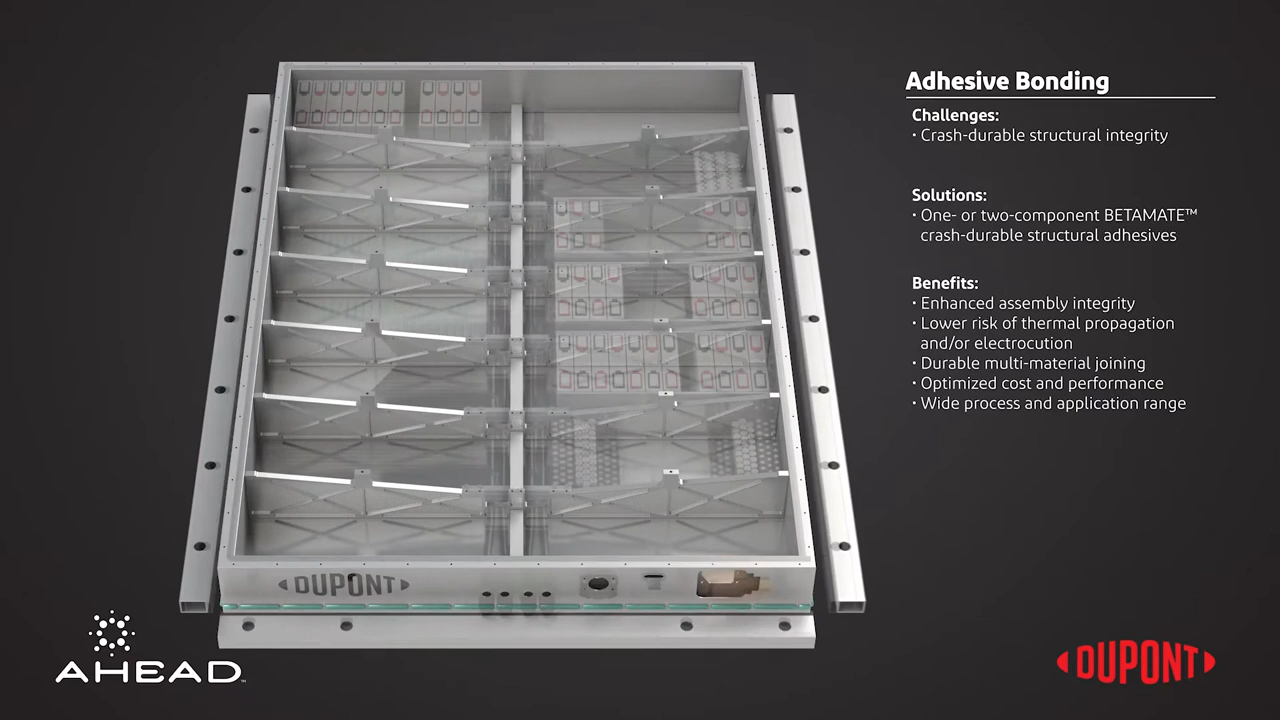 Adhesive Bonding
Challenges:
• Crash-durable structural integrity
Solutions:
• One- or two-component BETAMATE™
crash-durable structural adhesives
Benefits:
• Enhanced assembly integrity
• Lower risk of thermal propagation
and/or electrocution
• Durable multi-material joining
• Optimized cost and performance
• Wide process and application range
DUPONT
AHEAD™
DUPONT